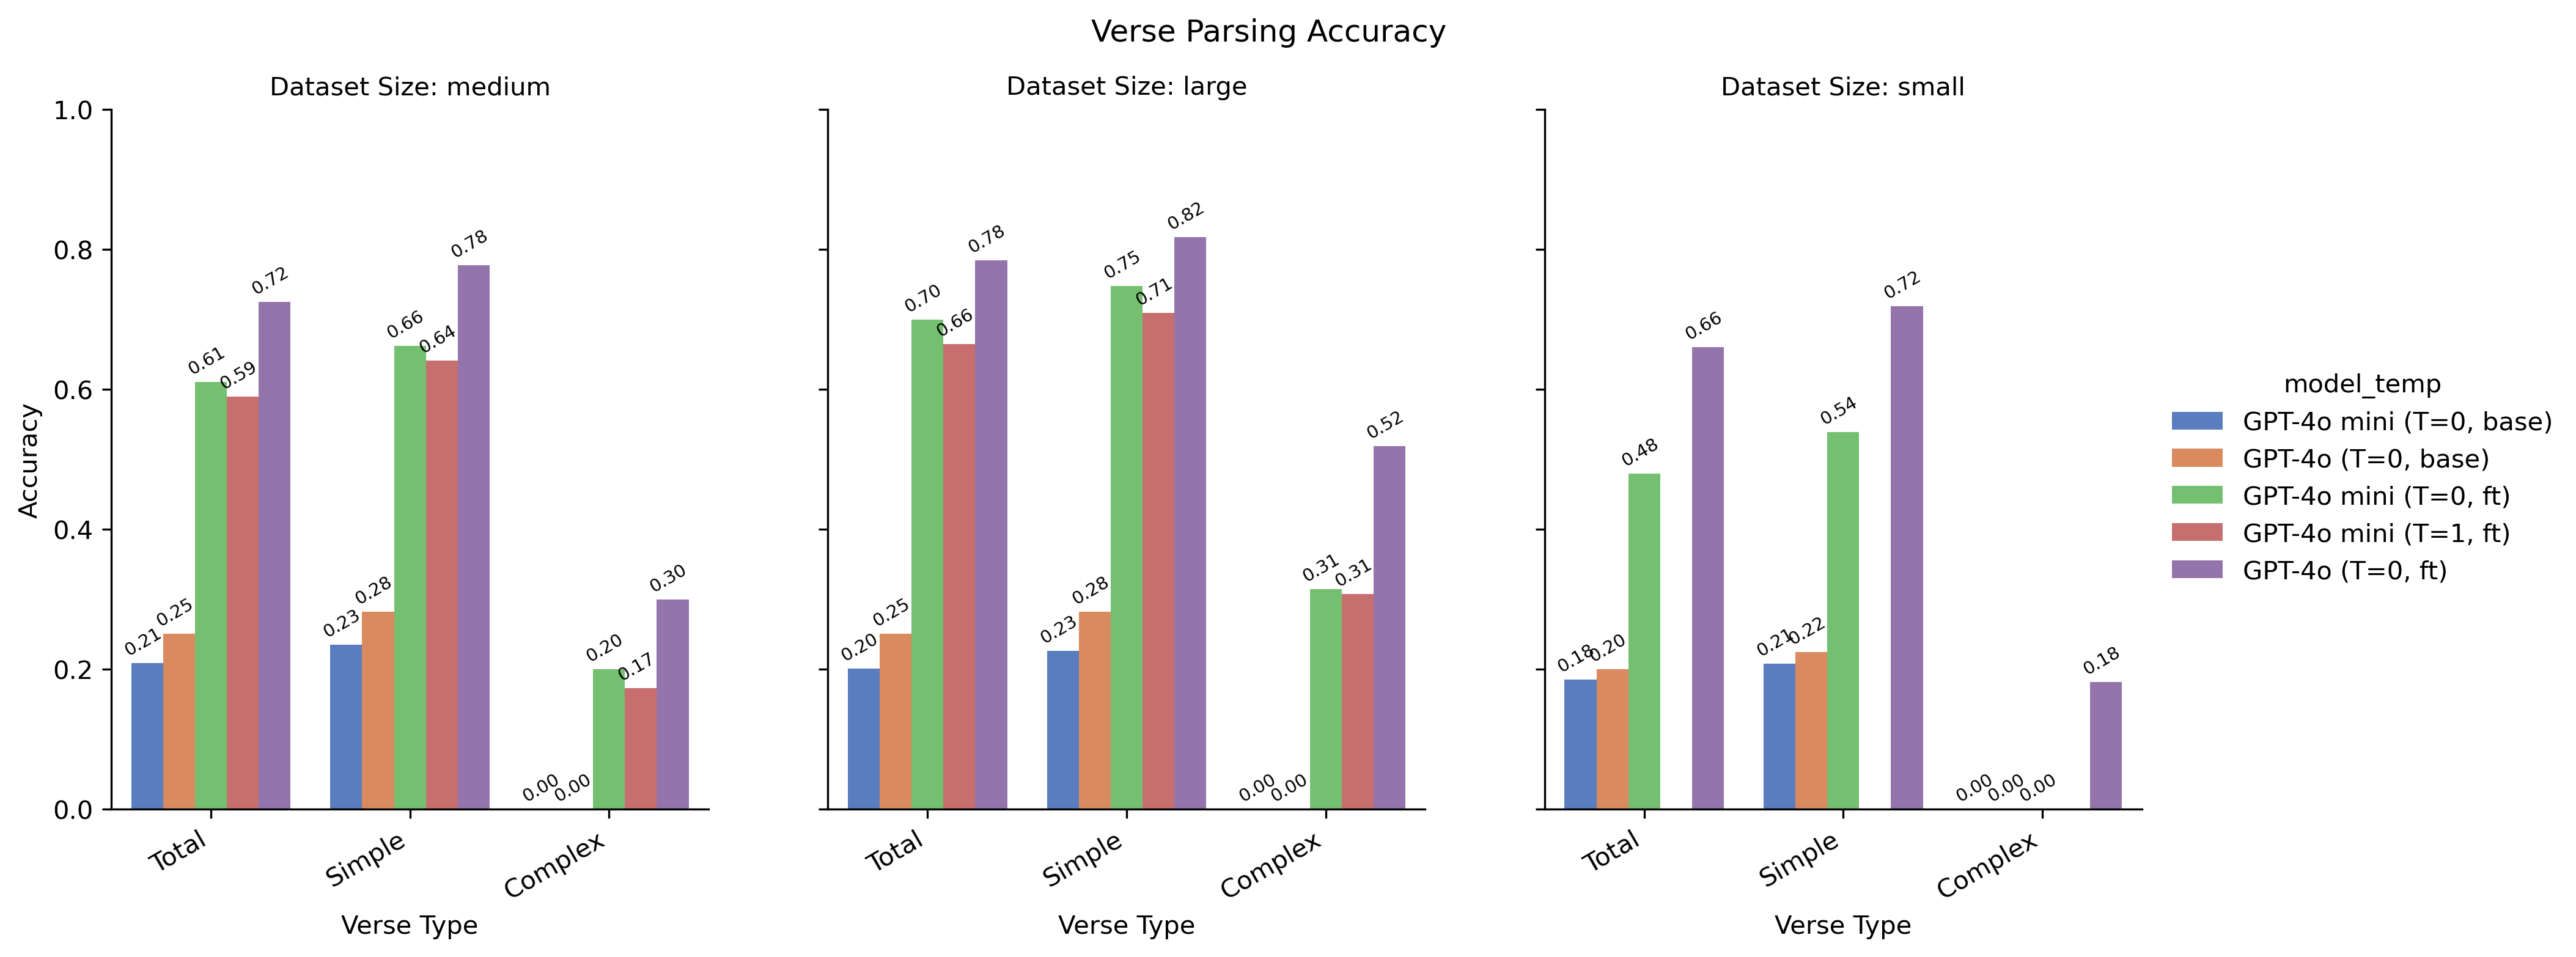 Verse Parsing Accuracy
Dataset Size: medium
Dataset Size: large
Dataset Size: small
Accuracy
1.0
0.8
0.6
0.4
0.2
0.0
0.21
0.25
0.61
0.59
0.72
0.23
0.28
0.66
0.64
0.78
0.00
0.00
0.20
0.17
0.30
Total
Simple
Complex
Verse Type
0.20
0.25
0.70
0.66
0.78
0.23
0.28
0.75
0.71
0.82
0.00
0.00
0.31
0.31
0.52
Total
Simple
Complex
Verse Type
0.18
0.20
0.48
0.66
0.21
0.22
0.54
0.72
0.00
0.00
0.00
0.18
Total
Simple
Complex
Verse Type
model_temp
GPT-4o mini (T=0, base)
GPT-4o (T=0, base)
GPT-4o mini (T=0, ft)
GPT-4o mini (T=1, ft)
GPT-4o (T=0, ft)